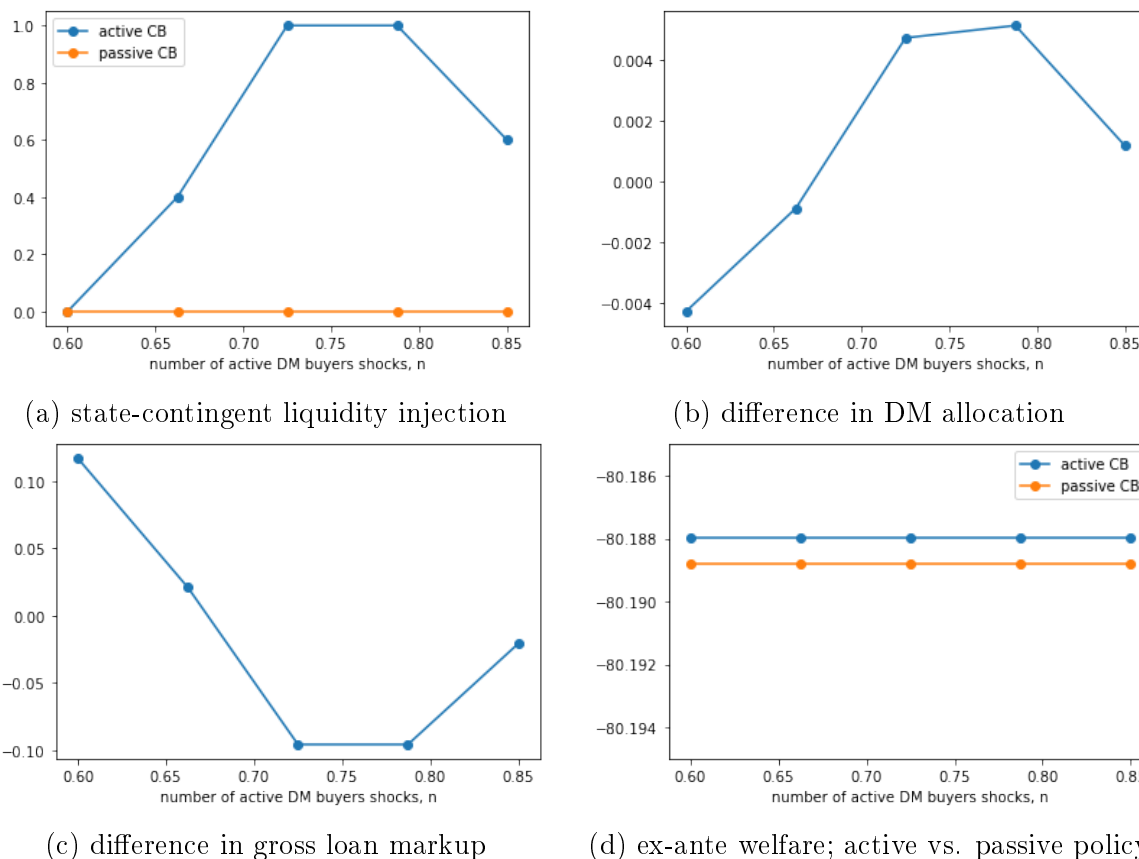 1.0
0.8
0.6
0.4
0.2
0.0
active CB
passive CB
0.60 0.65 0.70 0.75 0.80 0.85
number of active DM buyers shocks, n
(a) state-contingent liquidity injection
0.004
0.002
0.000
−0.002
−0.004
0.60 0.65 0.70 0.75 0.80 0.85
number of active DM buyers shocks, n
(b) difference in DM allocation
0.10
0.05
0.00
−0.05
−0.10
0.60 0.65 0.70 0.75 0.80 0.85
number of active DM buyers shocks, n
(c) difference in gross loan markup
−80.186
−80.188
−80.190
−80.192
−80.194
active CB
passive CB
0.60 0.65 0.70 0.75 0.80
number of active DM buyers shocks, n
(d) ex-ante welfare; active vs. passive policy